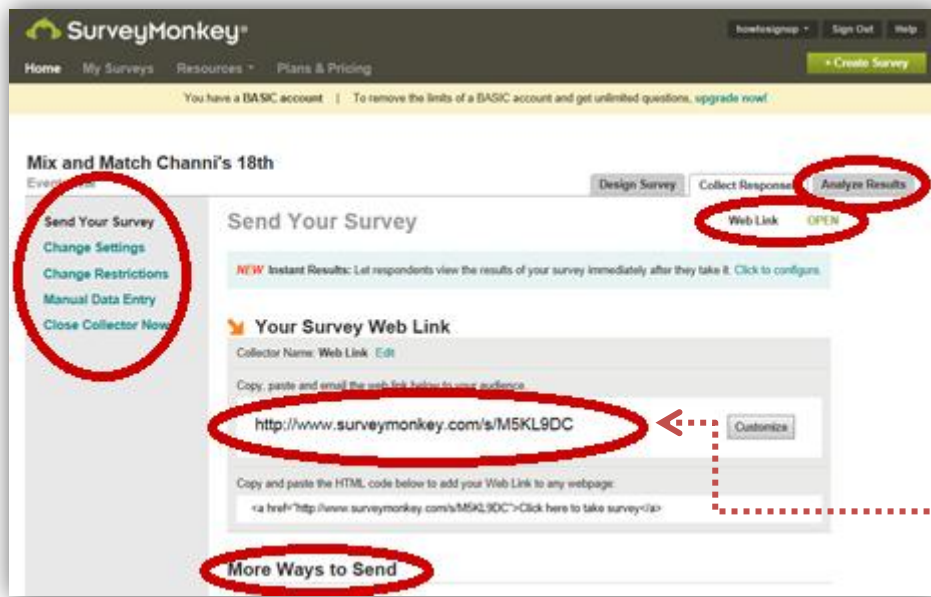 SurveyMonkey®
howtosignup Sign Out Help
Home My Surveys Resources Plans & Pricing + Create Survey
You have a BASIC account | To remove the limits of a BASIC account and get unlimited questions, upgrade now!
Mix and Match Channi's 18th
Design Survey Collect Responses Analyze Results
Send Your Survey
Change Settings
Change Restrictions
Manual Data Entry
Close Collector Now
Send Your Survey
Web Link OPEN
NEW Instant Results: Let respondents view the results of your survey immediately after they take it. Click to configure.
Your Survey Web Link
Collector Name: Web Link Edit
Copy, paste and email the web link below to your audience
http://www.surveymonkey.com/s/M5KL9DC
Customize
Copy and paste the HTML code below to add your Web Link to any webpage:
<a href="http://www.surveymonkey.com/s/M5KL9DC">Click here to take survey</a>
More Ways to Send